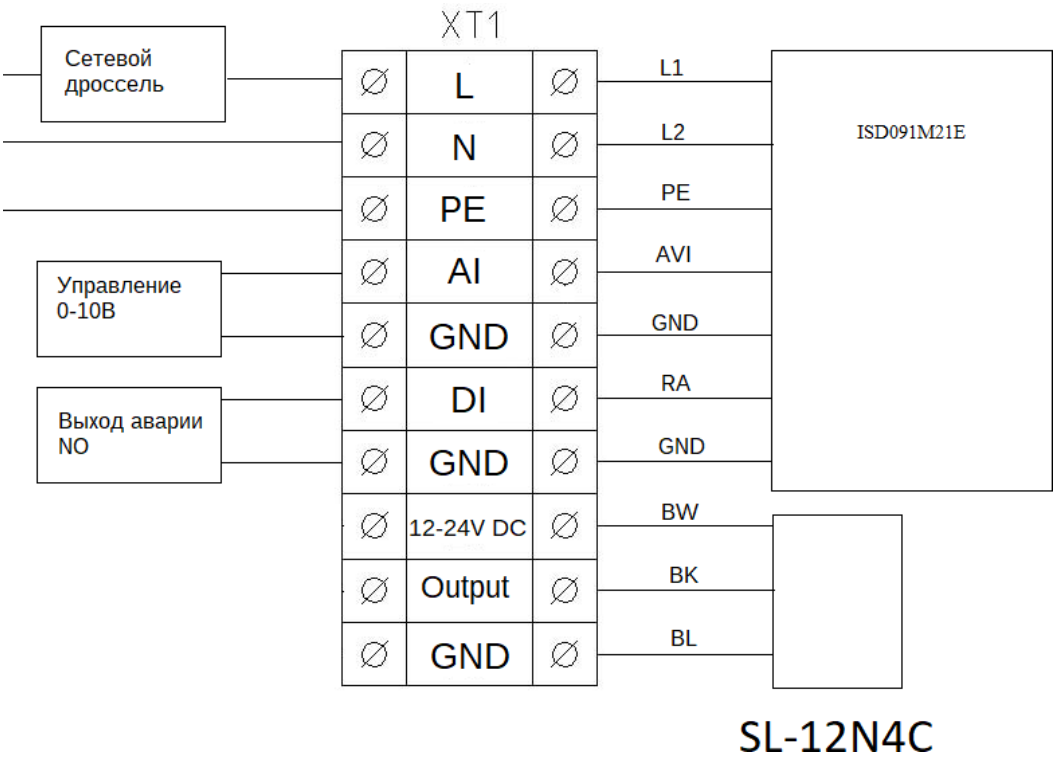 XT1
Сетевой
дроссель
L
L1
ISD091M21E
N
L2
PE
PE
Управление
0-10В
AI
AVI
GND
GND
Выход аварии
NO
DI
RA
GND
GND
12-24V DC
BW
Output
BK
GND
BL
SL-12N4C